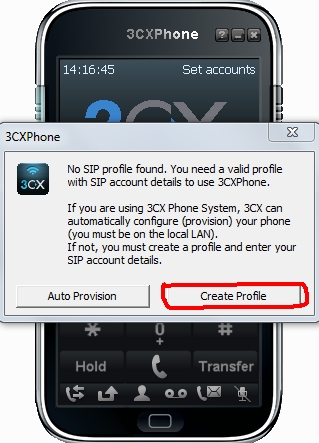 3CXPhone
14:16:45 Set accounts
3CX
3CXPhone
3CX
No SIP profile found. You need a valid profile
with SIP account details to use 3CXPhone.
If you are using 3CX Phone System, 3CX can
automatically configure (provision) your phone
(you must be on the local LAN).
If not, you must create a profile and enter your
SIP account details.
Auto Provision Create Profile
* 0 #
+
Hold Transfer